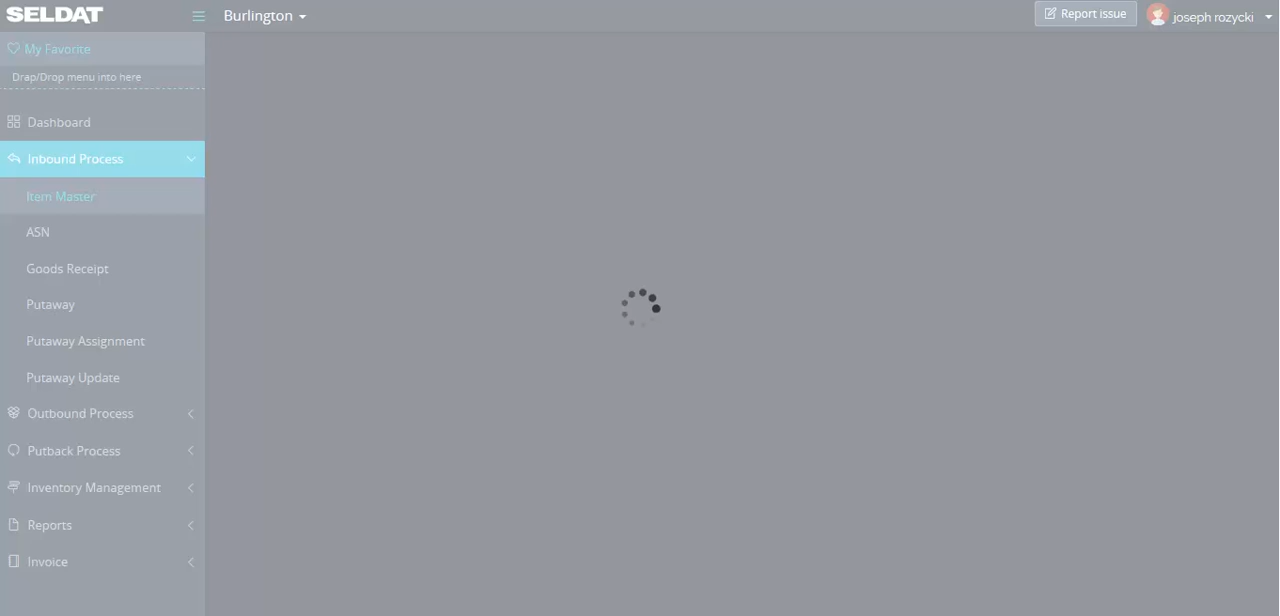 SELDAT
Burlington
Report issue
joseph rozycki
My Favorite
Drap/Drop menu into here
Dashboard
Inbound Process
Item Master
ASN
Goods Receipt
Putaway
Putaway Assignment
Putaway Update
Outbound Process
Putback Process
Inventory Management
Reports
Invoice